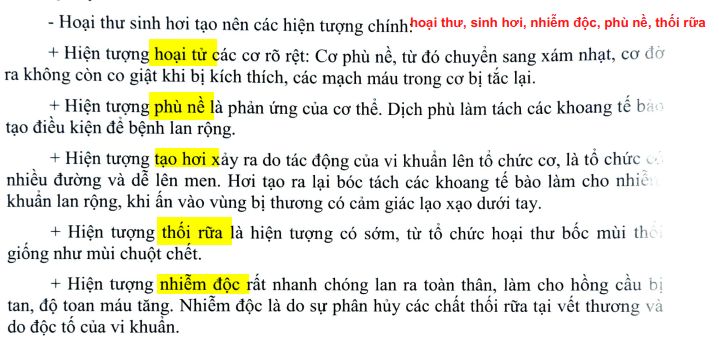 - Hoại thư sinh hơi tạo nên các hiện tượng chính: hoại thư, sinh hơi, nhiễm độc, phù nề, thối rữa
+ Hiện tượng hoại tử các cơ rõ rệt: Cơ phù nề, từ đó chuyển sang xám nhạt, cơ đờ
ra không còn co giật khi bị kích thích, các mạch máu trong cơ bị tắc lại.
+ Hiện tượng phù nề là phản ứng của cơ thể. Dịch phù làm tách các khoang tế bào
tạo điều kiện để bệnh lan rộng.
+ Hiện tượng tạo hơi xảy ra do tác động của vi khuẩn lên tổ chức cơ, là tổ chức có
nhiều đường và dễ lên men. Hơi tạo ra lại bóc tách các khoang tế bào làm cho nhiễm
khuẩn lan rộng, khi ấn vào vùng bị thương có cảm giác lạo xạo dưới tay.
+ Hiện tượng thối rữa là hiện tượng có sớm, từ tổ chức hoại thư bốc mùi thối
giống như mùi chuột chết.
+ Hiện tượng nhiễm độc rất nhanh chóng lan ra toàn thân, làm cho hồng cầu bị
tan, độ toan máu tăng. Nhiễm độc là do sự phân hủy các chất thối rữa tại vết thương và
do độc tố của vi khuẩn.